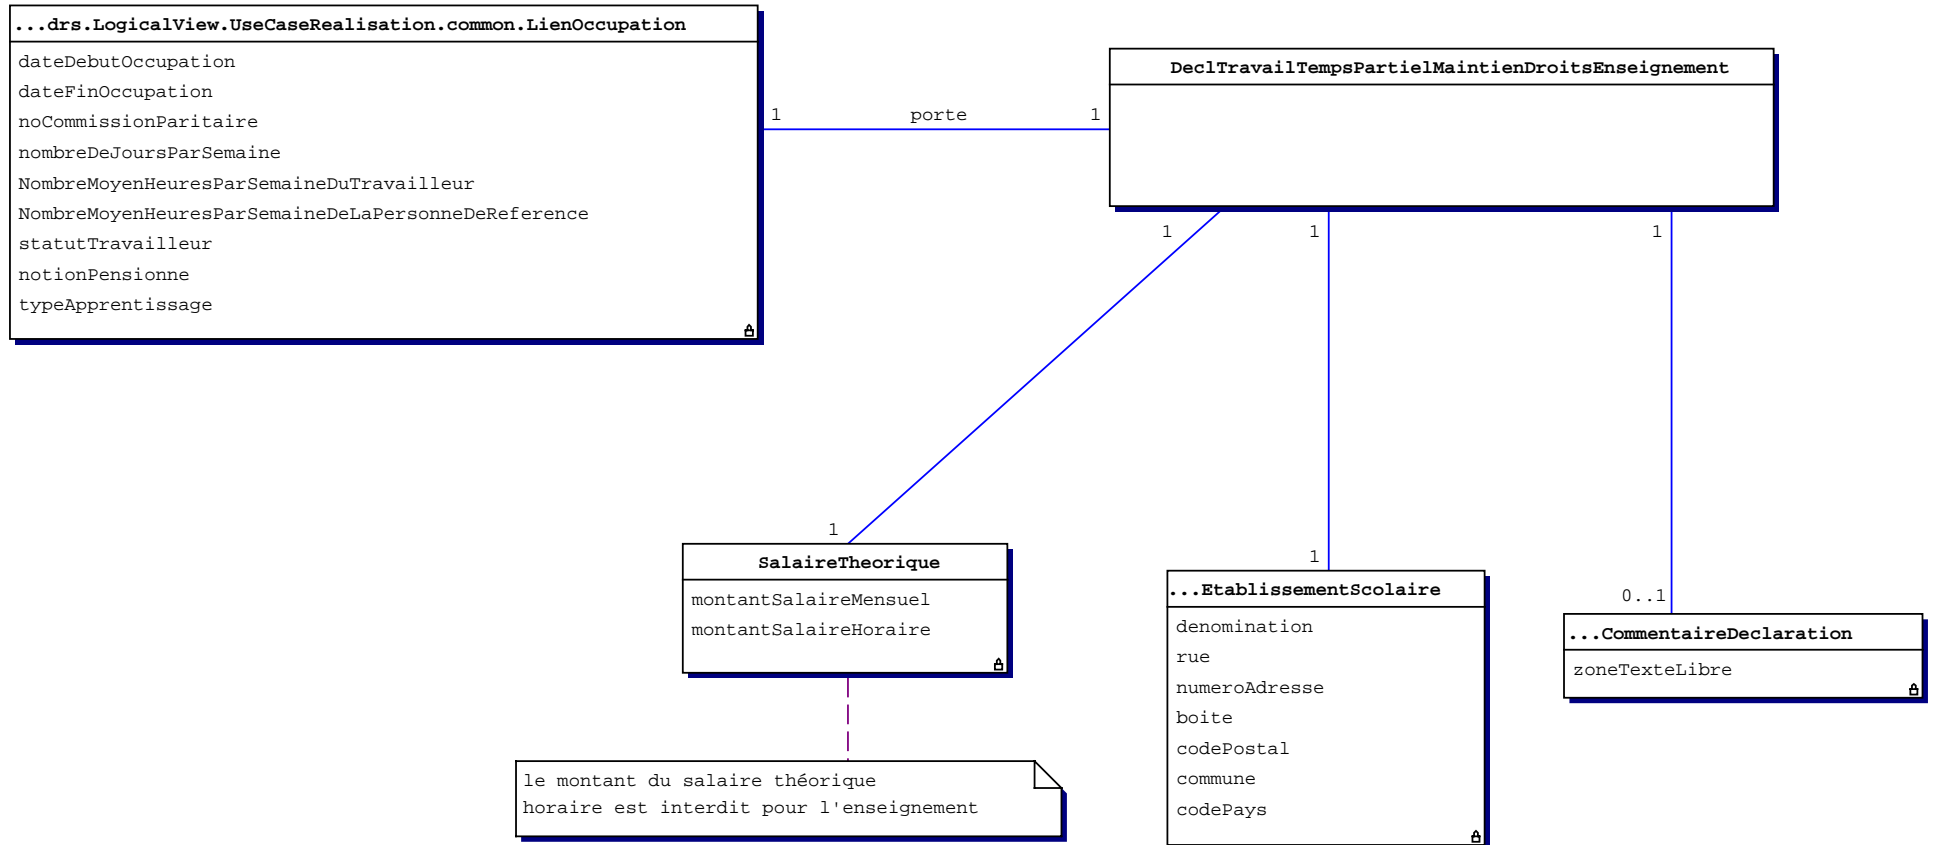 ...drs.LogicalView.UseCaseRealisation.common.LienOccupation
dateDebutOccupation
dateFinOccupation
noCommissionParitaire
nombreDeJoursParSemaine
NombreMoyenHeuresParSemaineDuTravailleur
NombreMoyenHeuresParSemaineDeLaPersonneDeReference
statutTravailleur
notionPensionne
typeApprentissage
1 porte 1
DeclTravailTempsPartielMaintienDroitsEnseignement
1 1 1
1
SalaireTheorique
montantSalaireMensuel
montantSalaireHoraire
le montant du salaire théorique
horaire est interdit pour l'enseignement
1
...EtablissementScolaire
denomination
rue
numeroAdresse
boite
codePostal
commune
codePays
0..1
...CommentaireDeclaration
zoneTexteLibre